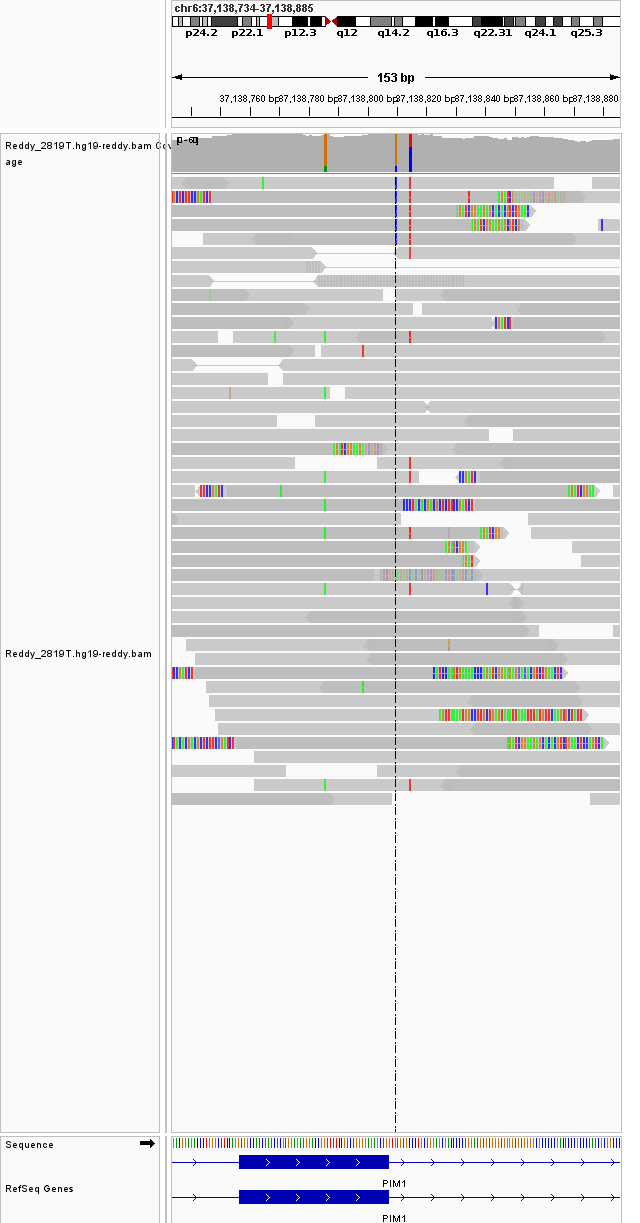 chr6:37,138,734-37,138,885
p24.2 p22.1 p12.3 q12 q14.2 q16.3 q22.31 q24.1 q25.3
153 bp
37,138,760 bp 37,138,780 bp 37,138,800 bp 37,138,820 bp 37,138,840 bp 37,138,860 bp 37,138,880
Reddy_2819T.hg19-reddy.bam
age
Reddy_2819T.hg19-reddy.bam
Sequence
PIM1
RefSeq Genes
PIM1